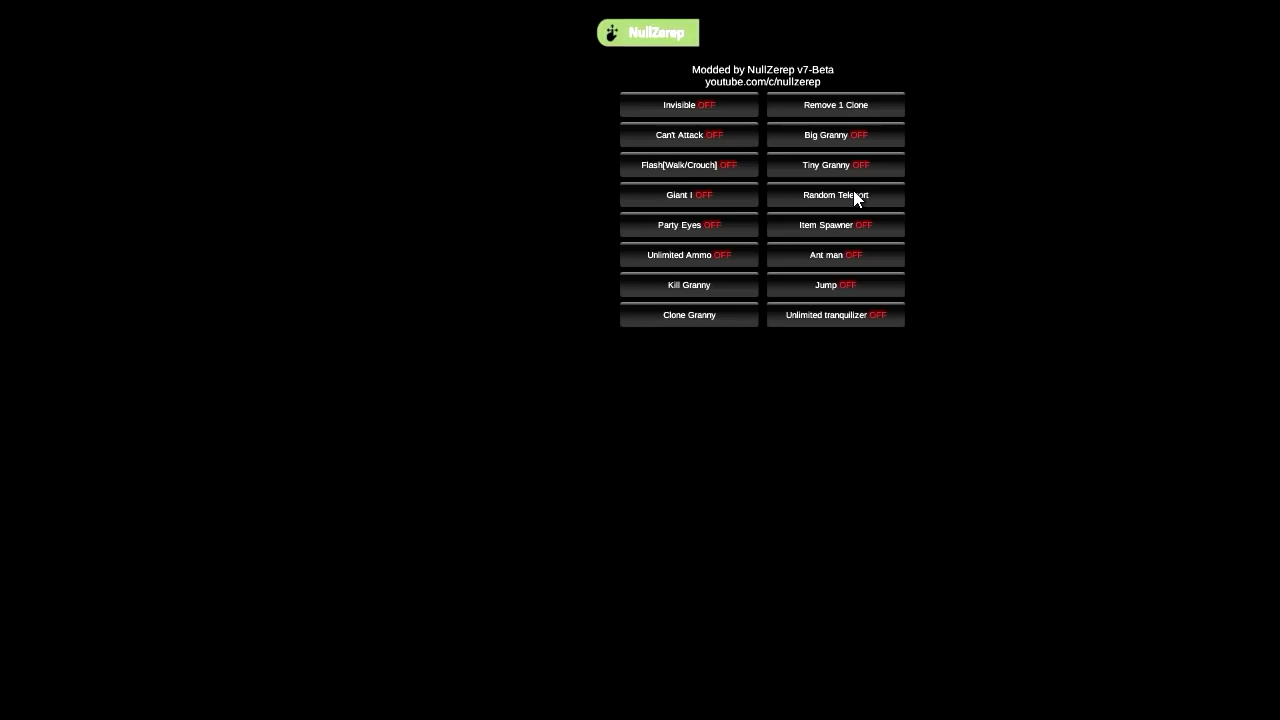 NullZerep
Modded by NullZerep v7-Beta
youtube.com/c/nullzerep
Invisible OFF
Remove 1 Clone
Can't Attack OFF
Big Granny OFF
Flash[Walk/Crouch] OFF
Tiny Granny OFF
Giant I OFF
Random Teleport
Party Eyes OFF
Item Spawner OFF
Unlimited Ammo OFF
Ant man OFF
Kill Granny
Jump OFF
Clone Granny
Unlimited tranquilizer OFF